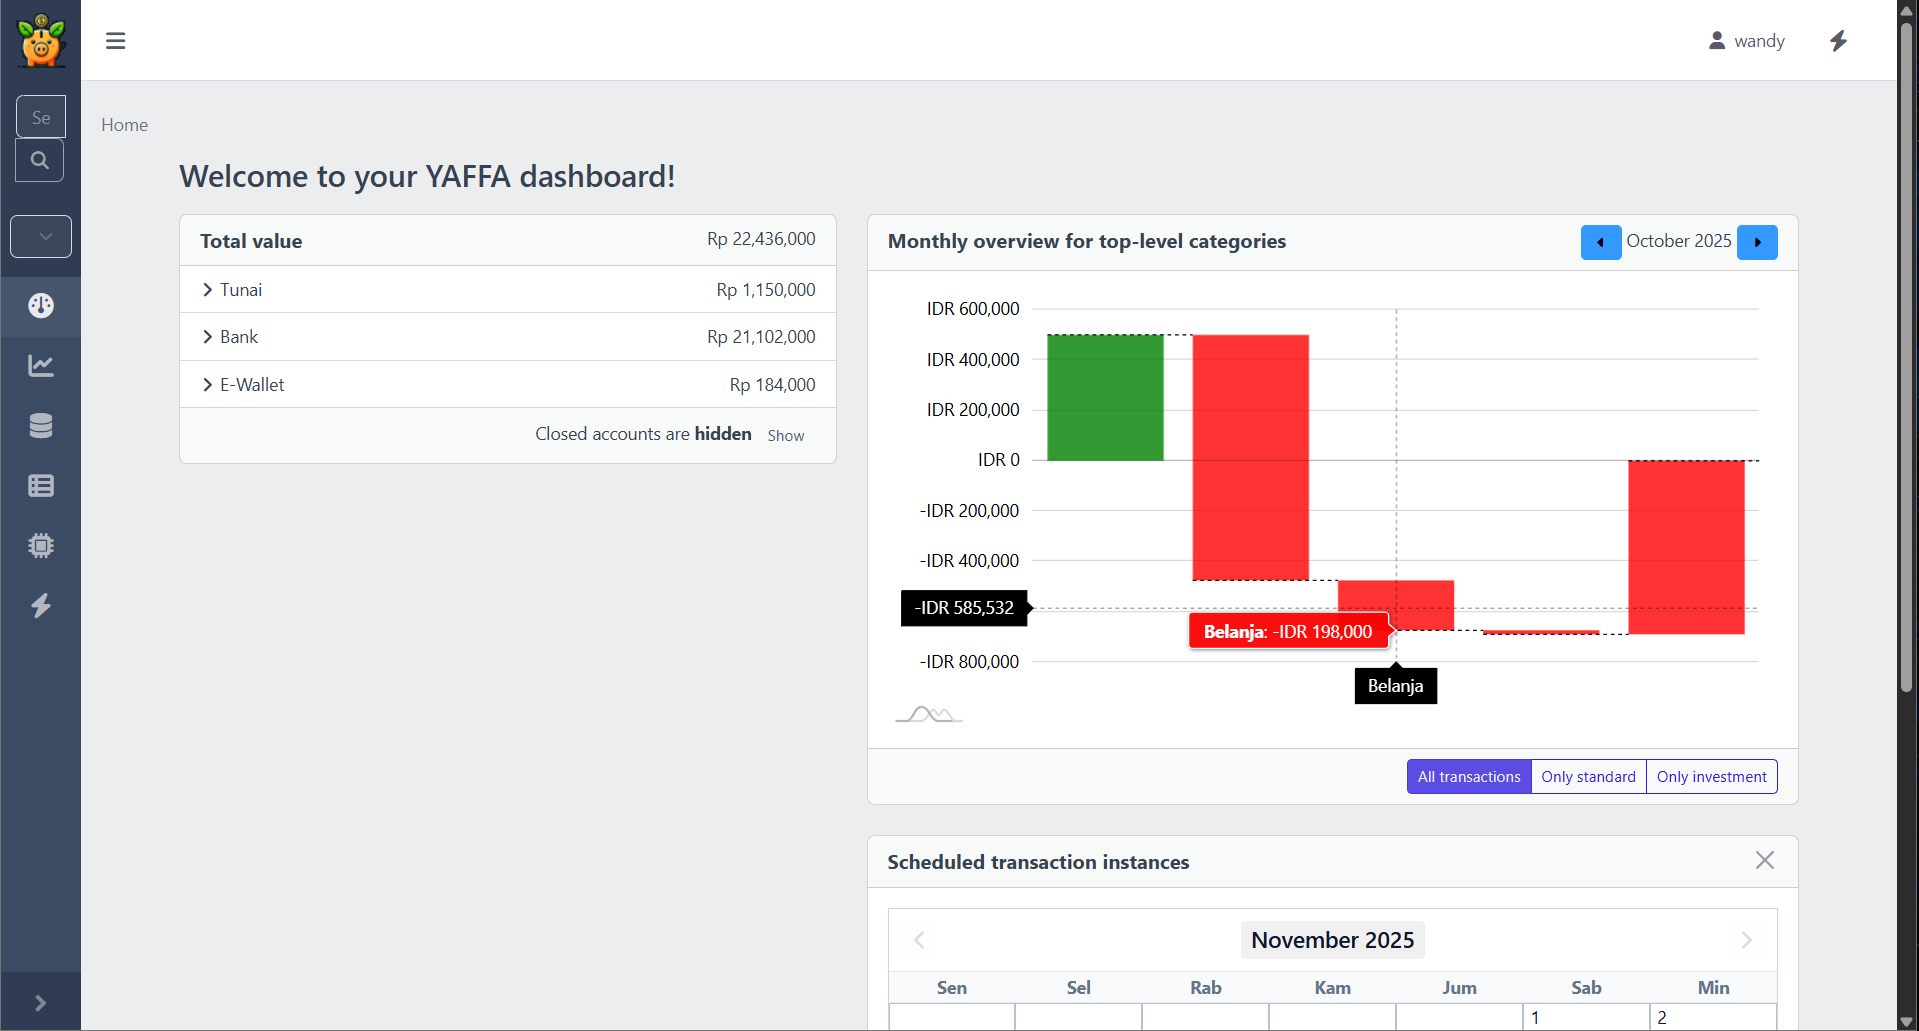 wandy
Se
Home
Welcome to your YAFFA dashboard!
Total value Rp 22,436,000
Tunai Rp 1,150,000
Bank Rp 21,102,000
E-Wallet Rp 184,000
Closed accounts are hidden Show
Monthly overview for top-level categories October 2025
IDR 600,000
IDR 400,000
IDR 200,000
IDR 0
-IDR 200,000
-IDR 400,000
-IDR 585,532
Belanja: -IDR 198,000
-IDR 800,000
Belanja
All transactions Only standard Only investment
Scheduled transaction instances
November 2025
Sen Sel Rab Kam Jum Sab Min
1 2